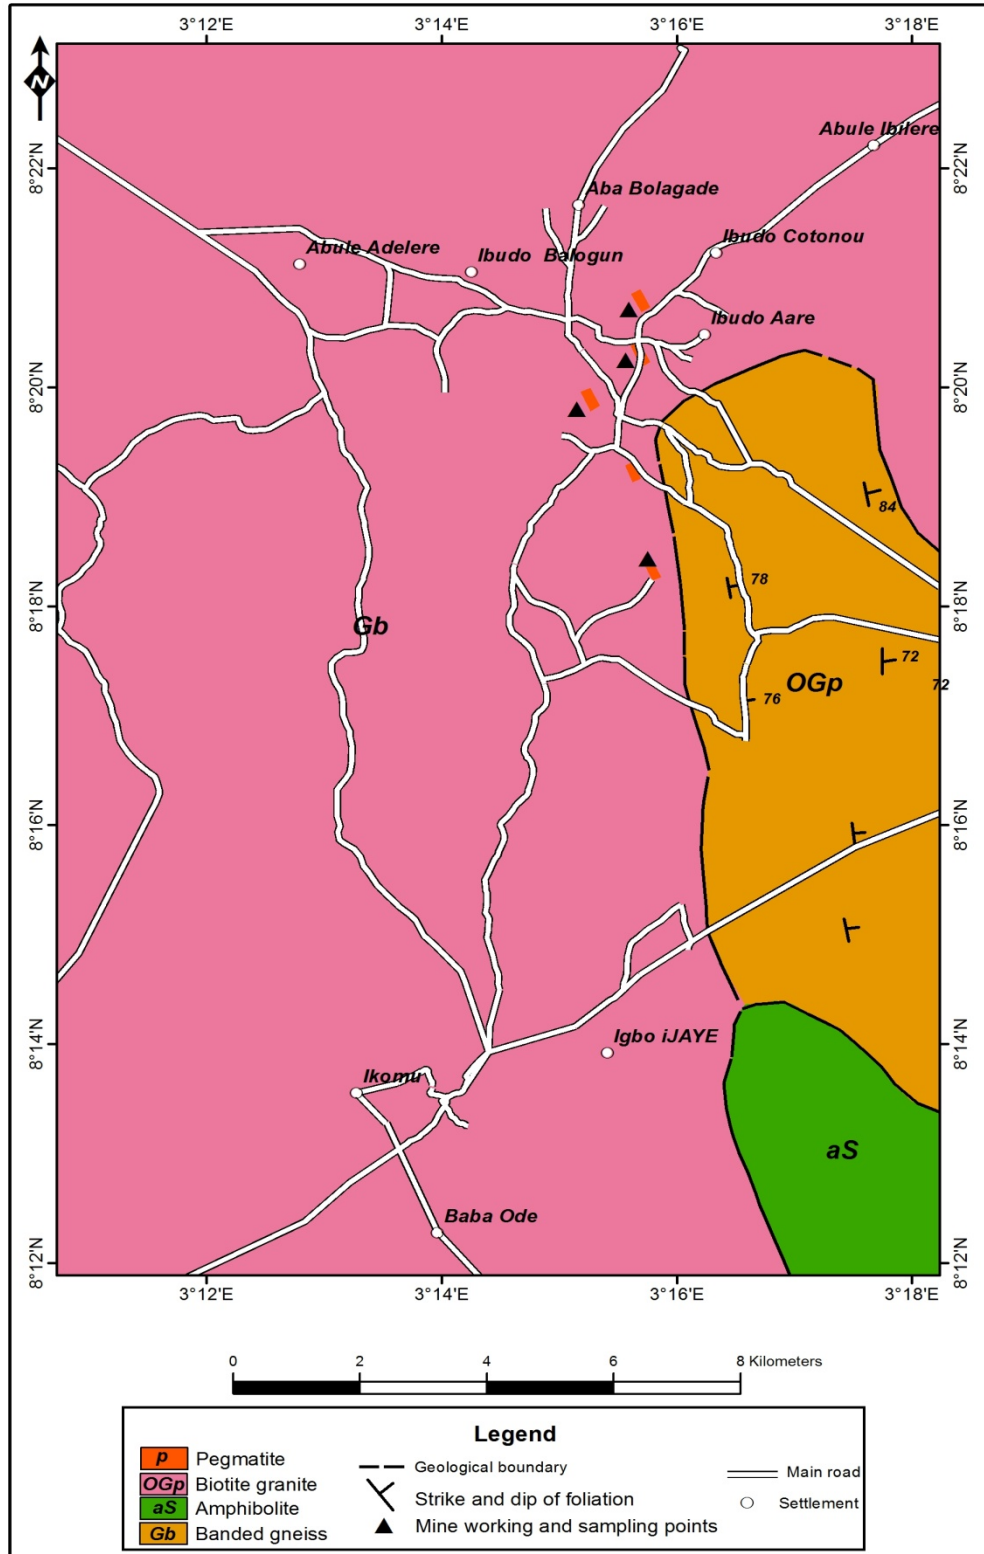 3°12'E 3°14'E 3°16'E 3°18'E
N
Abule Ibilere
8°22'N 8°22'N
Aba Bolagade
Ibudo Cotonou
Abule Adelere Ibudo Balogun
Ibudo Aare
8°20'N 8°20'N
84
78
8°18'N 8°18'N
Gb
72
OGp 72
76
8°16'N 8°16'N
8°14'N 8°14'N
Igbo iJAYE
Ikomu
aS
Baba Ode
8°12'N 8°12'N
3°12'E 3°14'E 3°16'E 3°18'E
0 2 4 6 8 Kilometers
Legend
p Pegmatite
OGp Biotite granite
aS Amphibolite
Gb Banded gneiss
Geological boundary
Strike and dip of foliation
Mine working and sampling points
Main road
Settlement